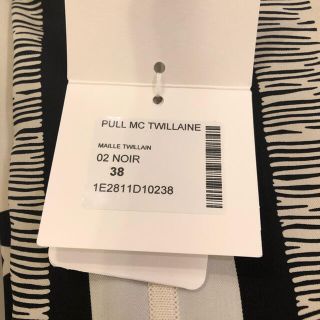 PULL MC TWILLAINE
MAILLE TWILLAIN
02 NOIR
38
1E2811D10238